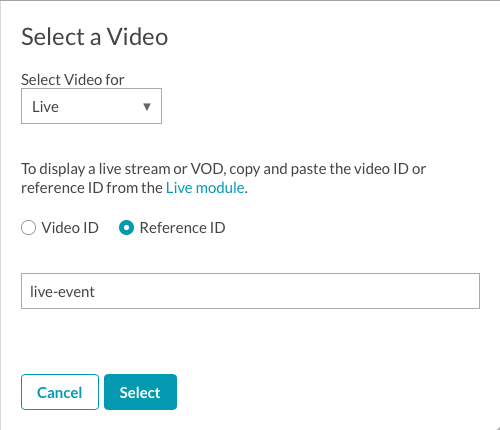 Select a Video
Select Video for
Live
To display a live stream or VOD, copy and paste the video ID or
reference ID from the Live module.
Video ID Reference ID
live-event
Cancel Select